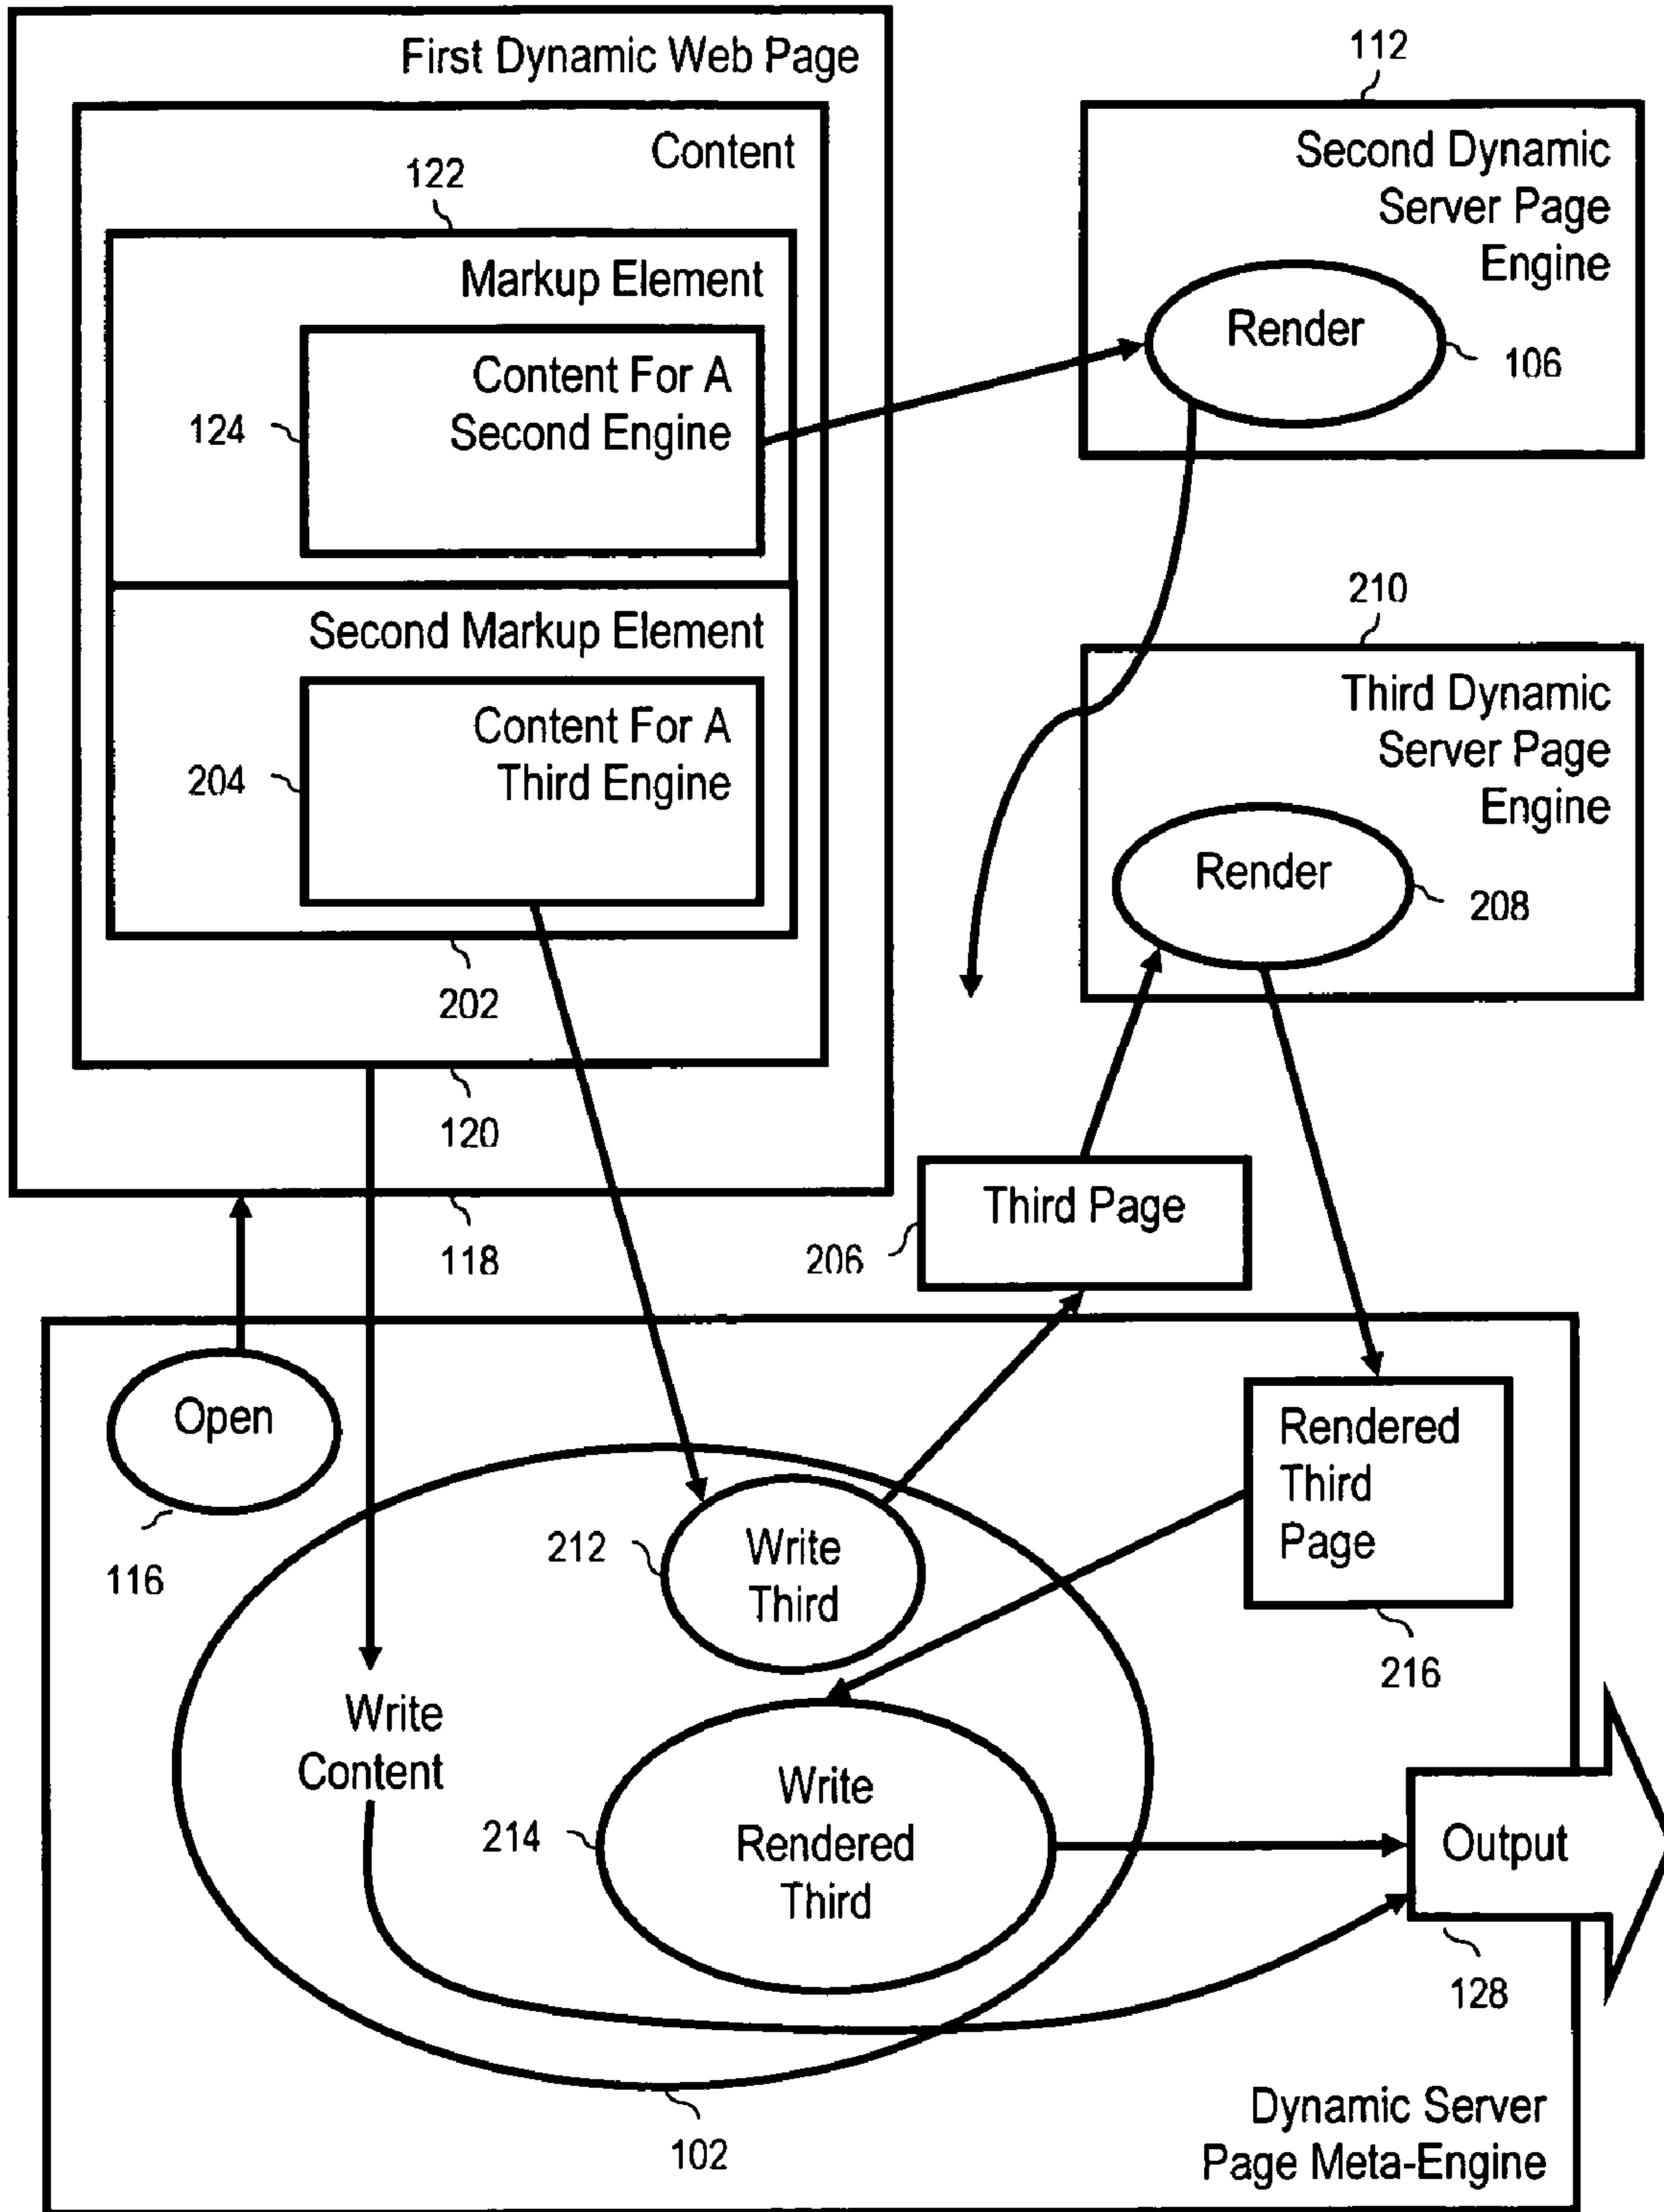 First Dynamic Web Page
Content
122
Markup Element
Content For A
Second Engine
124
Second Markup Element
Content For A
Third Engine
204
202
120
118
112
Second Dynamic
Server Page
Engine
Render
106
210
Third Dynamic
Server Page
Engine
Render
208
Third Page
206
Open
116
Write
Third
212
Rendered
Third
Page
216
Write
Content
Write
Rendered
Third
214
Output
128
102
Dynamic Server
Page Meta-Engine